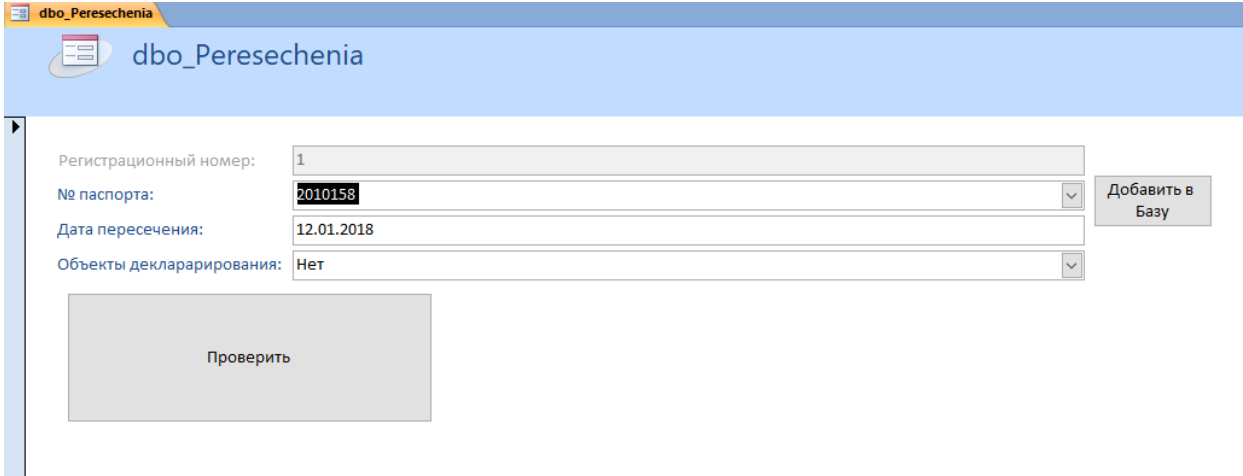 dbo_Peresechenia
dbo_Peresechenia
Регистрационный номер: 1
№ паспорта: 2010158
Добавить в
Базу
Дата пересечения: 12.01.2018
Объекты декларарирования: Нет
Проверить